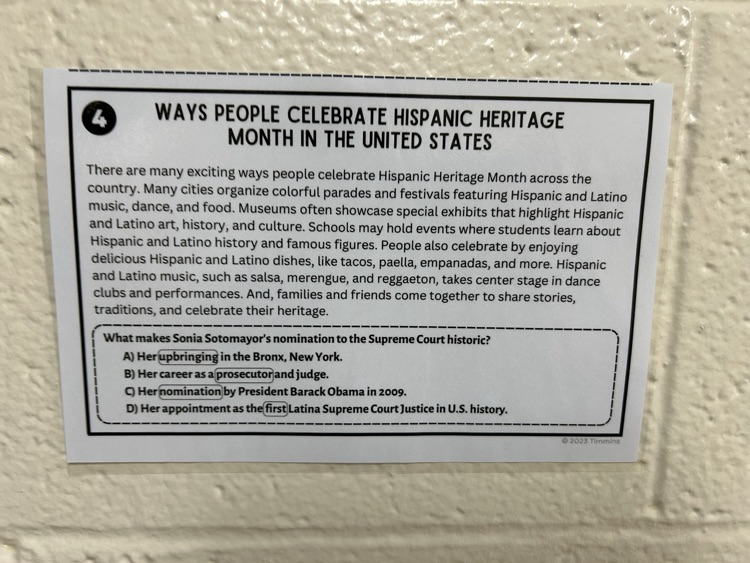 4
WAYS PEOPLE CELEBRATE HISPANIC HERITAGE
MONTH IN THE UNITED STATES
There are many exciting ways people celebrate Hispanic Heritage Month across the
country. Many cities organize colorful parades and festivals featuring Hispanic and Latino
music, dance, and food. Museums often showcase special exhibits that highlight Hispanic
and Latino art, history, and culture. Schools may hold events where students learn about
Hispanic and Latino history and famous figures. People also celebrate by enjoying
delicious Hispanic and Latino dishes, like tacos, paella, empanadas, and more. Hispanic
and Latino music, such as salsa, merengue, and reggaeton, takes center stage in dance
clubs and performances. And, families and friends come together to share stories,
traditions, and celebrate their heritage.
What makes Sonia Sotomayor's nomination to the Supreme Court historic?
A) Her upbringing in the Bronx, New York.
B) Her career as a prosecutor and judge.
C) Her nomination by President Barack Obama in 2009.
D) Her appointment as the first Latina Supreme Court Justice in U.S. history.
© 2023 Timmins